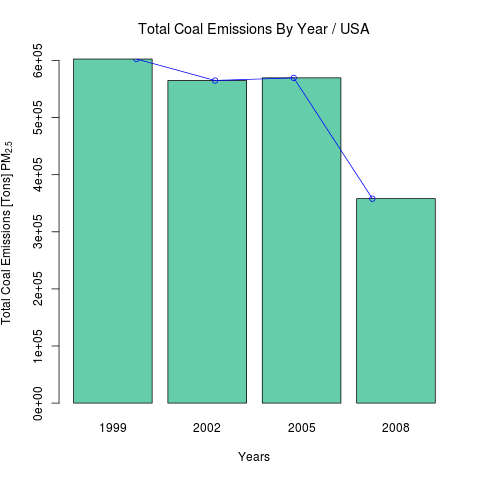 Total Coal Emissions By Year / USA
Total Coal Emissions [Tons] PM2.5
6e+05
5e+05
4e+05
3e+05
2e+05
1e+05
0e+00
1999 2002 2005 2008
Years